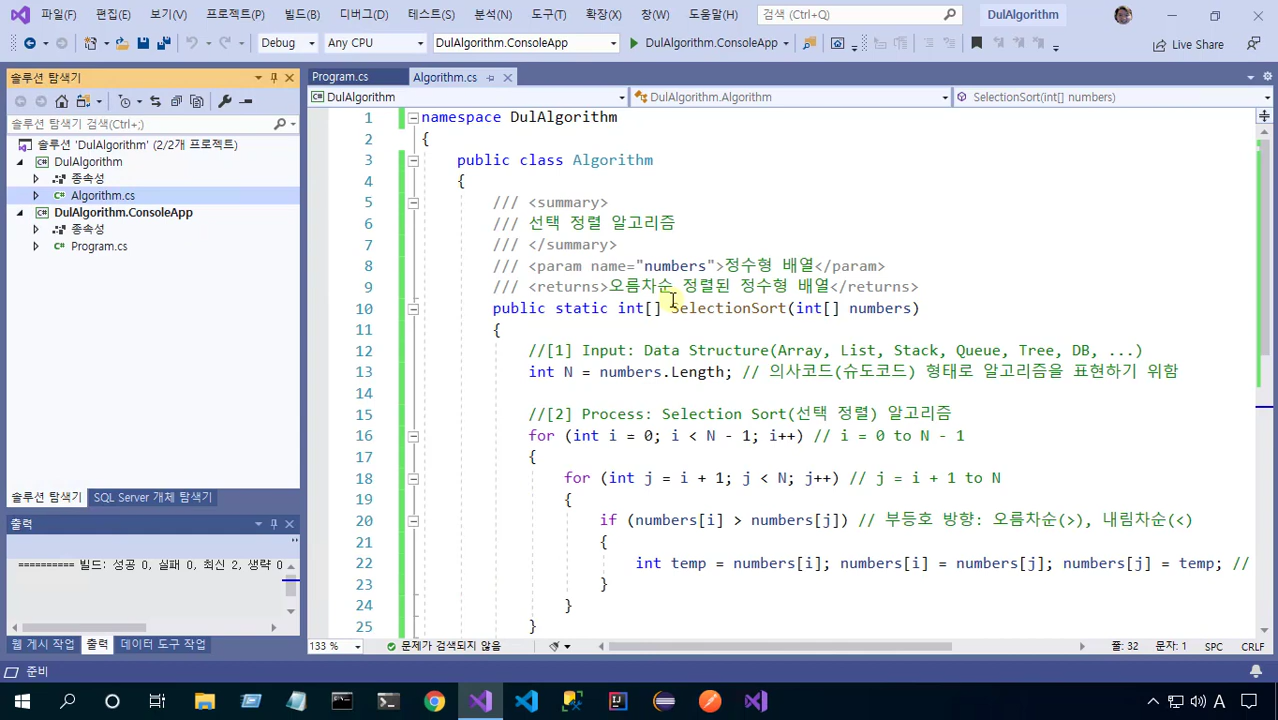 파일(F) 편집(E) 보기(V) 프로젝트(P) 빌드(B) 디버그(D) 테스트(S) 분석(N) 도구(T) 확장(X) 창(W) 도움말(H) 검색 (Ctrl+Q) DulAlgorithm
Debug Any CPU DulAlgorithm.ConsoleApp DulAlgorithm.ConsoleApp Live Share
솔루션 탐색기
솔루션 탐색기 검색(Ctrl+;)
솔루션 'DulAlgorithm' (2/2개 프로젝트)
DulAlgorithm
종속성
C# Algorithm.cs
DulAlgorithm.ConsoleApp
종속성
C# Program.cs
솔루션 탐색기 SQL Server 개체 탐색기
출력
========== 빌드: 성공 0, 실패 0, 최신 2, 생략 0
웹 게시 작업 출력 데이터 도구 작업
Program.cs Algorithm.cs
DulAlgorithm DulAlgorithm.Algorithm SelectionSort(int[] numbers)
1 namespace DulAlgorithm
2 {
3 public class Algorithm
4 {
5 /// <summary>
6 /// 선택 정렬 알고리즘
7 /// </summary>
8 /// <param name="numbers">정수형 배열</param>
9 /// <returns>오름차순 정렬된 정수형 배열</returns>
10 public static int[] SelectionSort(int[] numbers)
11 {
12 //[1] Input: Data Structure(Array, List, Stack, Queue, Tree, DB, ...)
13 int N = numbers.Length; // 의사코드(슈도코드) 형태로 알고리즘을 표현하기 위함
14
15 //[2] Process: Selection Sort(선택 정렬) 알고리즘
16 for (int i = 0; i < N - 1; i++) // i = 0 to N - 1
17 {
18 for (int j = i + 1; j < N; j++) // j = i + 1 to N
19 {
20 if (numbers[i] > numbers[j]) // 부등호 방향: 오름차순(>), 내림차순(<)
21 {
22 int temp = numbers[i]; numbers[i] = numbers[j]; numbers[j] = temp; //
23 }
24 }
25 }
133 % 문제가 검색되지 않음 줄: 32 문자: 1 SPC CRLF
준비
A